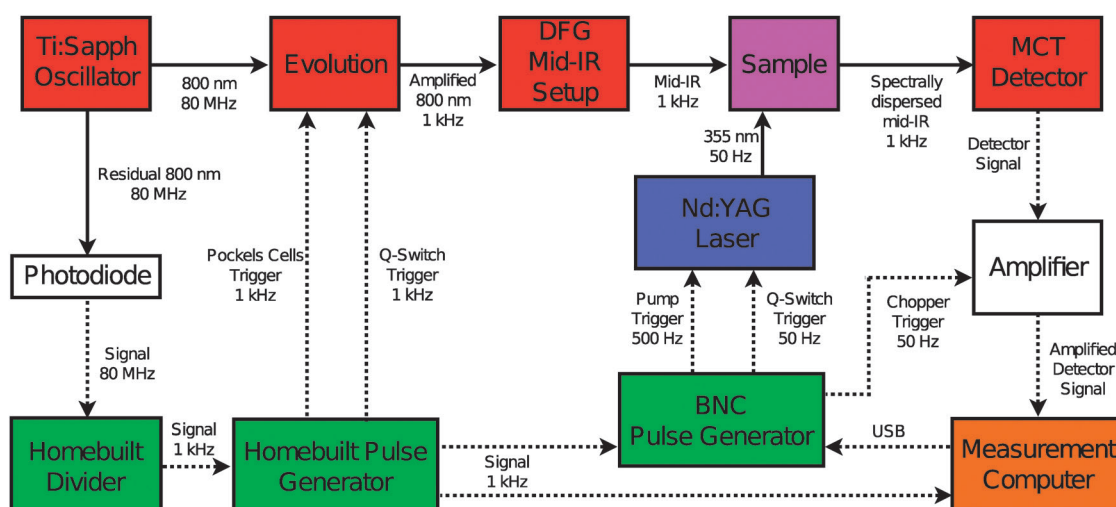 Ti:Sapph
Oscillator
800 nm
80 MHz
Evolution
Amplified
800 nm
1 kHz
DFG
Mid-IR
Setup
Mid-IR
1 kHz
Sample
Spectrally
dispersed
mid-IR
1 kHz
MCT
Detector
Residual 800 nm
80 MHz
355 nm
50 Hz
Detector
Signal
Photodiode
Pockels Cells
Trigger
1 kHz
Q-Switch
Trigger
1 kHz
Nd:YAG
Laser
Amplifier
Pump
Trigger
500 Hz
Q-Switch
Trigger
50 Hz
Chopper
Trigger
50 Hz
Signal
80 MHz
Amplified
Detector
Signal
Homebuilt
Divider
Signal
1 kHz
Homebuilt Pulse
Generator
Signal
1 kHz
BNC
Pulse Generator
USB
Measurement
Computer